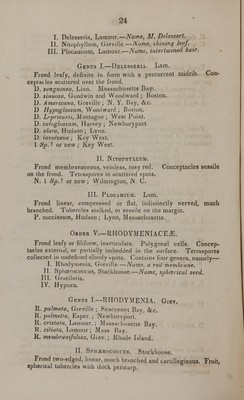 24
I. Delesseria, Lamour.—Name, M. Delessert.
II. Nitophyllum, Greville.—Name, shining leaf.
III. Plocamium, Lamour.—Name, intertwined hair.
Genus I.—Delesseria. Lam.
Frond leafy, definite in form with a percurrent midrib. Con-
ceptacles scattered over the frond.
D. sanguinea, Linn. Massachusetts Bay.
D. sinuosa, Goodwin and Woodward; Boston.
D. Americana, Greville; N. Y. Bay, &c.
D. Hypoglossum, Woodward; Boston.
D. Leprieurii, Montagne; West Point.
D. caloglossum, Harvey; Newburyport.
D. alata, Hudson; Lynn.
D. involvens; Key West.
1 Sp.? or new; Key West.
II. Nitophyllum.
Frond membranaceous, veinless, rosy red. Conceptacles sessile
on the frond. Tetraspores in scattered spots.
N. 1 Sp.? or new; Wilmington, N C.
III. Plocamium. Lam.
Frond linear, compressed or flat, indistinctly nerved, much
branched. Tubercles stalked, or sessile on the margin.
P. coccineum, Hudson; Lynn, Massachusetts.
Order V.—RHODYMENIACEÆ.
Frond leafy or filiform, inarticulate. Polygonal cells. Concep-
tacles external, or partially imbedded in the surface. Tetraspores
collected in undefined cloudy spots. Contains four genera, namely—
I. Rhodymenia, Greville.—Name, a red membrane.
II. Sphærococcus, Stockhouse.—Name, sphærical seed.
III. Gracilaria.
IV. Hypnea.
Genus I.—RHODYMENIA. Grev.
R. palmata, Greville; Seaconnet Bay, &c.
R. palmetta, Esper.; Newburyport.
R. cristata, Lamour.; Massachusetts Bay.
R. ciliata, Lamour; Mass Bay.
R. membranifolia, Grev.; Rhode Island.
II. Sphærococcus. Stockhouse.
Frond two-edged, linear, much branched and cartilaginous. Fruit,
spherical tubercles with thick pericarp.